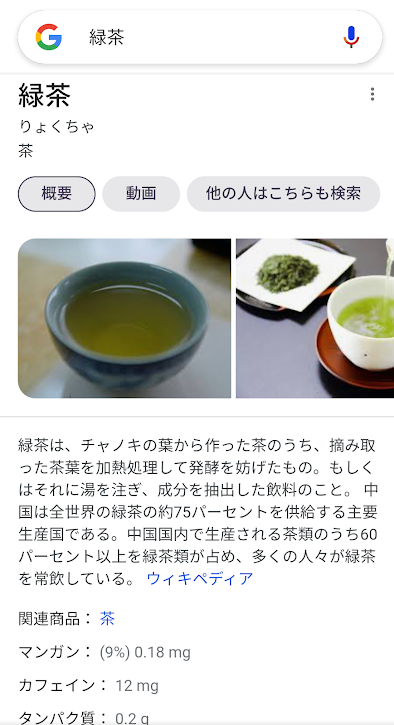 緑茶
緑茶
りょくちゃ
茶
概要
動画
他の人はこちらも検索
緑茶は、チャノキの葉から作った茶のうち、摘み取
った茶葉を加熱処理して発酵を妨げたもの。もしく
はそれに湯を注ぎ、成分を抽出した飲料のこと。 中
国は全世界の緑茶の約75パーセントを供給する主要
生産国である。中国国内で生産される茶類のうち60
パーセント以上を緑茶類が占め、多くの人々が緑茶
を常飲している。 ウィキペディア
関連商品： 茶
マンガン： (9%) 0.18 mg
カフェイン： 12 mg
タンパク質： 0.2 g